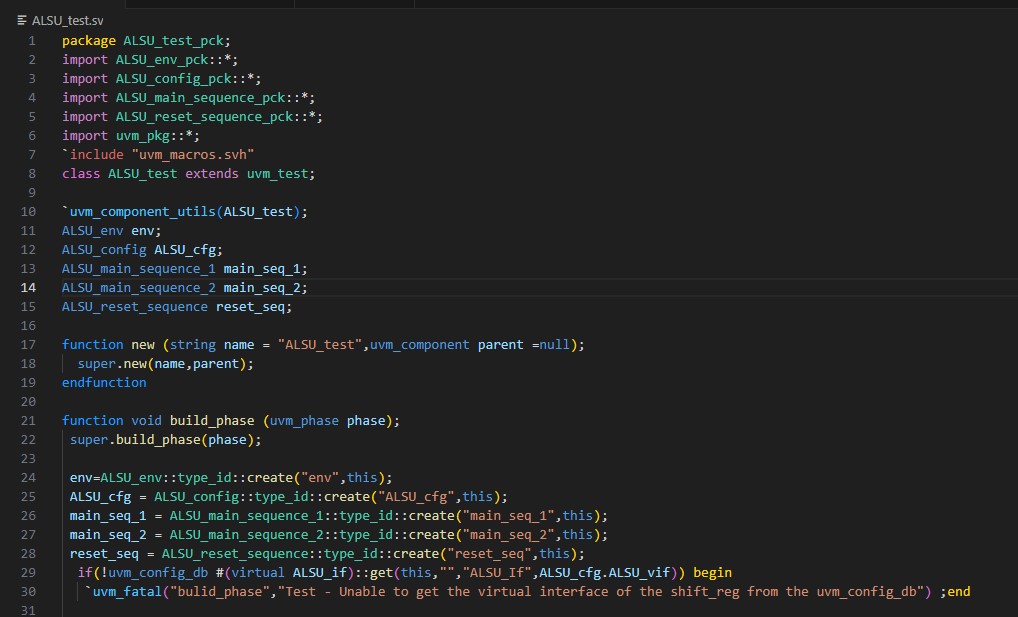 ALSU_test.sv
1 package ALSU_test_pck;
2 import ALSU_env_pck::*;
3 import ALSU_config_pck::*;
4 import ALSU_main_sequence_pck::*;
5 import ALSU_reset_sequence_pck::*;
6 import uvm_pkg::*;
7 `include "uvm_macros.svh"
8 class ALSU_test extends uvm_test;
9
10 `uvm_component_utils(ALSU_test);
11 ALSU_env env;
12 ALSU_config ALSU_cfg;
13 ALSU_main_sequence_1 main_seq_1;
14 ALSU_main_sequence_2 main_seq_2;
15 ALSU_reset_sequence reset_seq;
16
17 function new (string name = "ALSU_test",uvm_component parent =null);
18 super.new(name,parent);
19 endfunction
20
21 function void build_phase (uvm_phase phase);
22 super.build_phase(phase);
23
24 env=ALSU_env::type_id::create("env",this);
25 ALSU_cfg = ALSU_config::type_id::create("ALSU_cfg",this);
26 main_seq_1 = ALSU_main_sequence_1::type_id::create("main_seq_1",this);
27 main_seq_2 = ALSU_main_sequence_2::type_id::create("main_seq_2",this);
28 reset_seq = ALSU_reset_sequence::type_id::create("reset_seq",this);
29 if(!uvm_config_db #(virtual ALSU_if)::get(this,"","ALSU_If",ALSU_cfg.ALSU_vif)) begin
30 `uvm_fatal("bulid_phase","Test - Unable to get the virtual interface of the shift_reg from the uvm_config_db") ;end
31